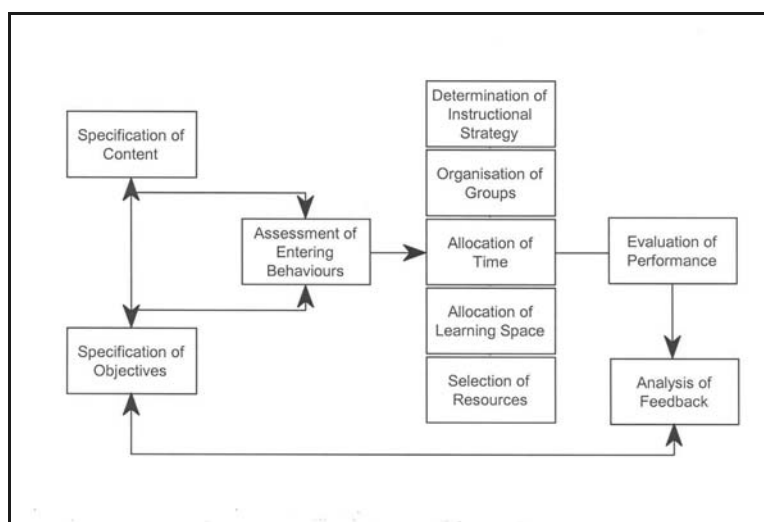 Specification of
Content
Specification of
Objectives
Assessment of
Entering
Behaviours
Determination of
Instructional
Strategy
Organisation of
Groups
Allocation of
Time
Allocation of
Learning Space
Selection of
Resources
Evaluation of
Performance
Analysis of
Feedback